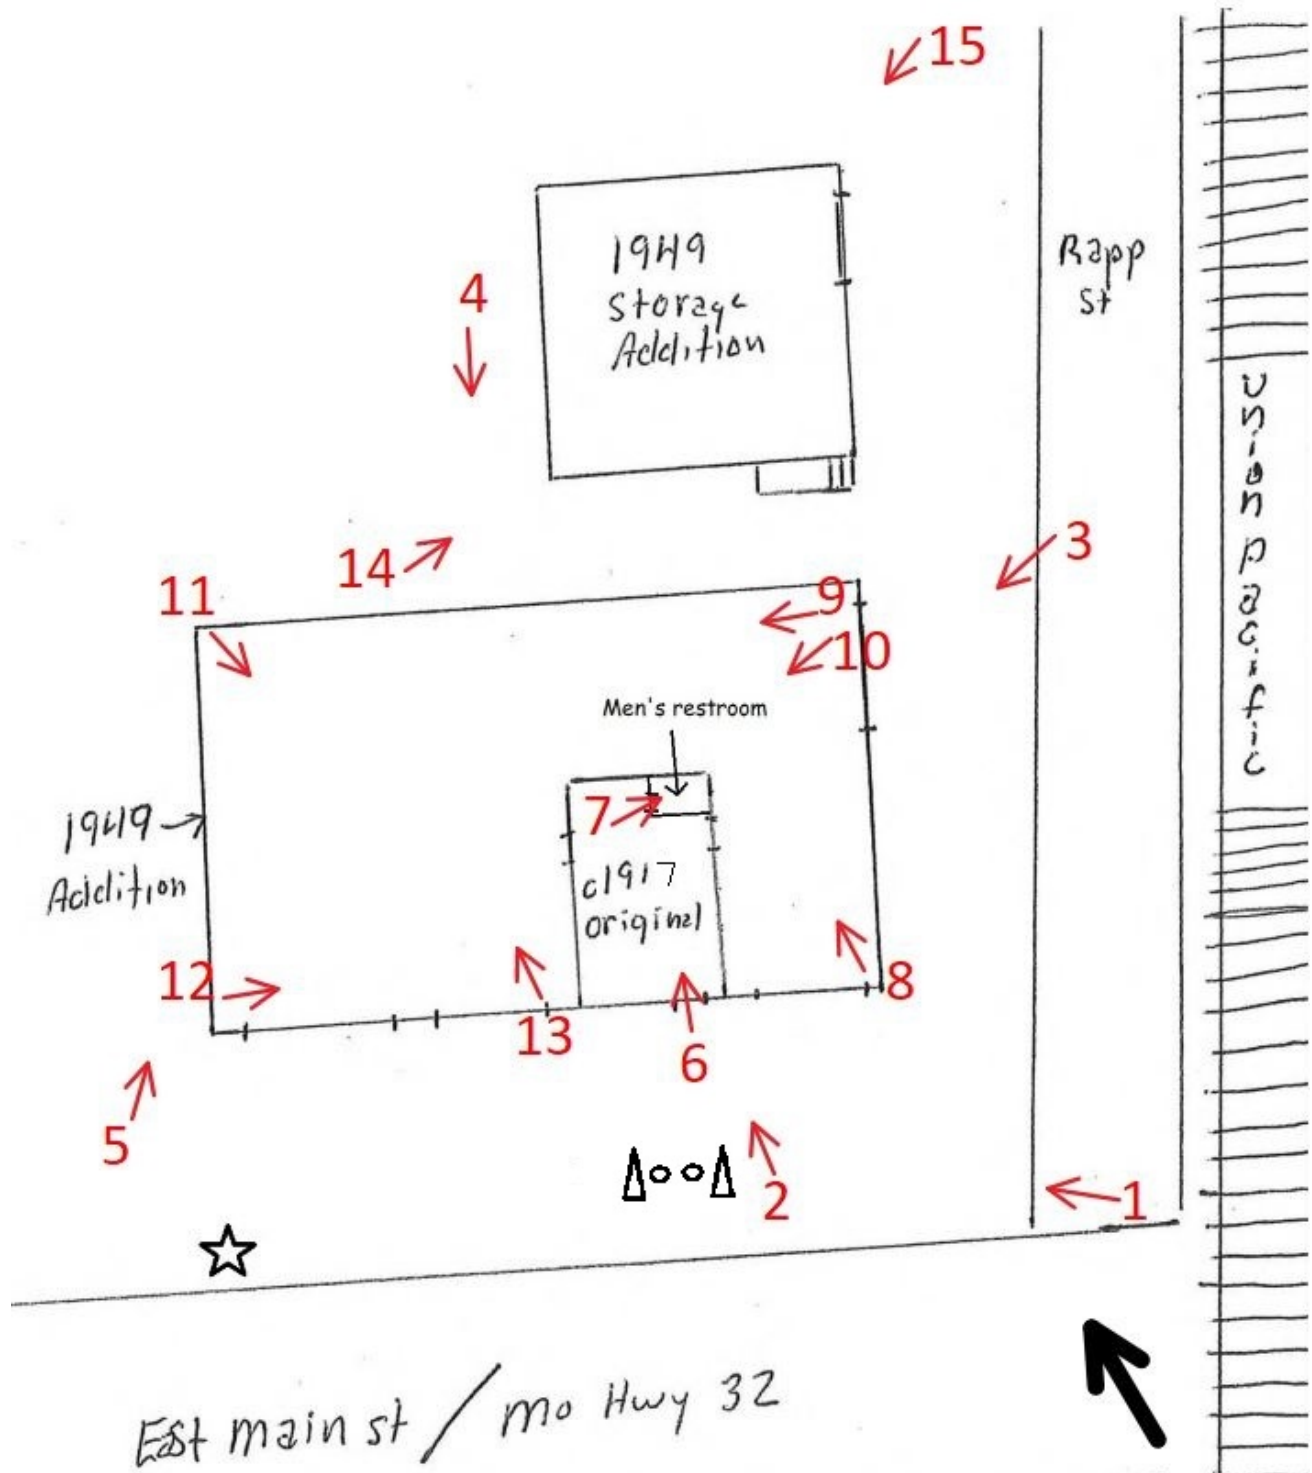 15
1949
Storage
Addition
Rapp
St
4
Union Pacific
3
14
11
9
10
Men's restroom
7
1949
Addition
c1917
original
12
8
13
6
5
2
1
East main st / mo Hwy 32